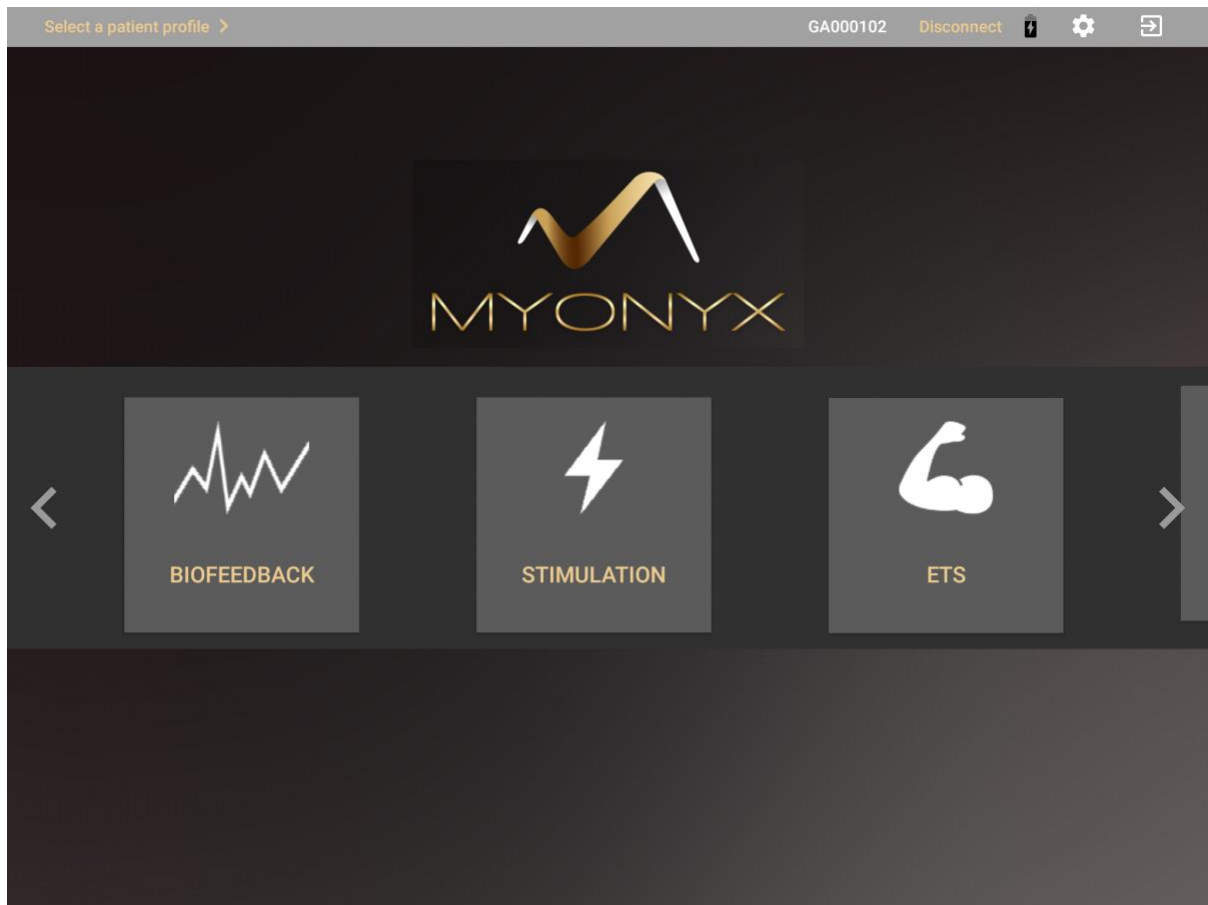 Select a patient profile
GA000102
Disconnect
MYONYX
BIOFEEDBACK
STIMULATION
ETS